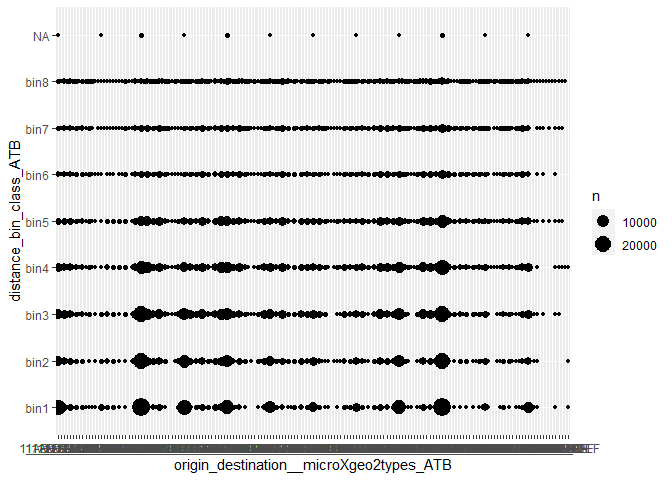 NA
bin8
bin7
bin6
bin5
bin4
bin3
bin2
bin1
distance_bin_class_ATB
origin_destination__microXgeo2types_ATB
n
10000
20000